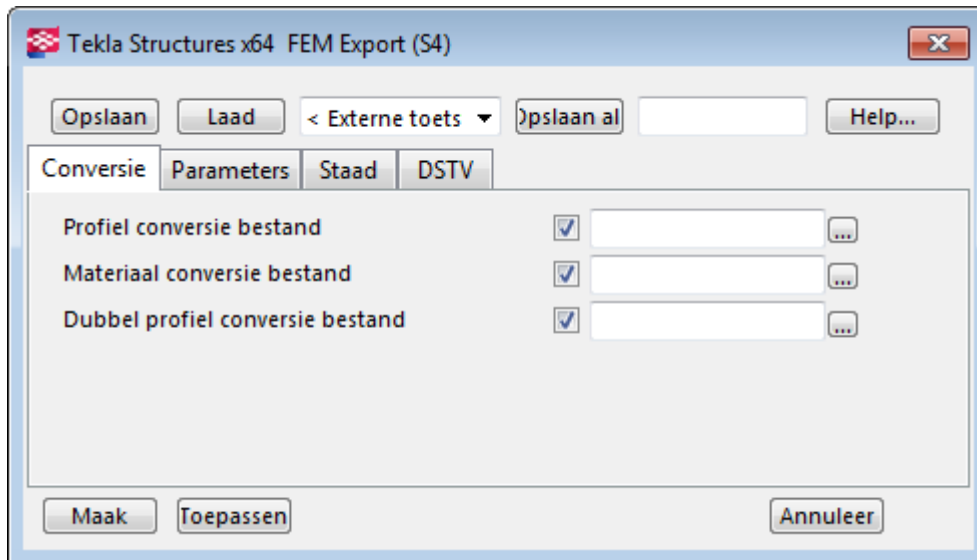 Tekla Structures x64 FEM Export (S4)
Opslaan Laad < Externe toets Opslaan al Help...
Conversie Parameters Staad DSTV
Profiel conversie bestand ...
Materiaal conversie bestand ...
Dubbel profiel conversie bestand ...
Maak Toepassen Annuleer